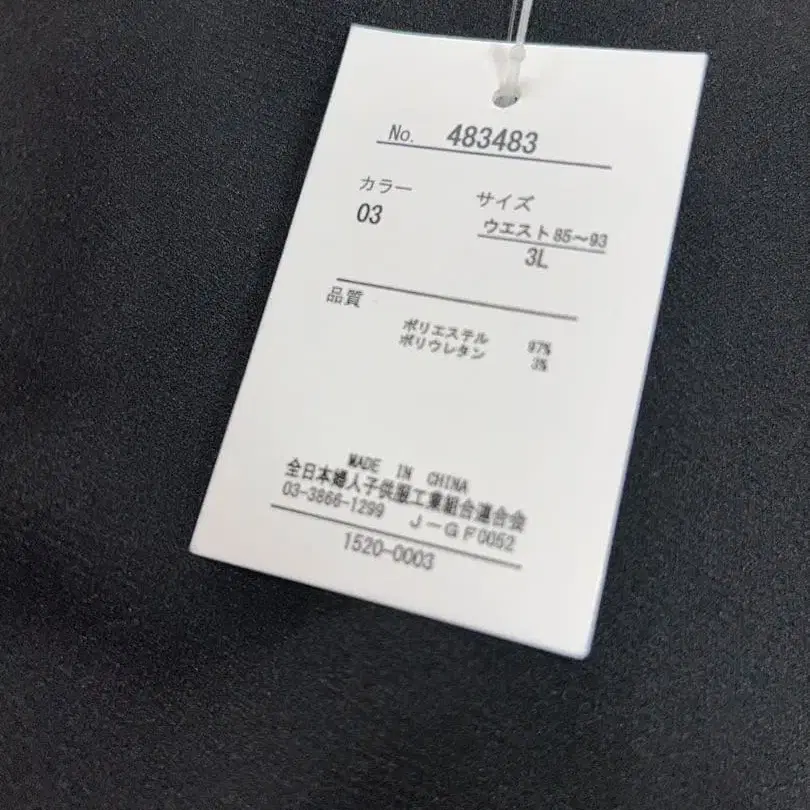 No. 483483
カラー
03
サイズ
ウエスト 85～93
3L
品質
ポリエステル 97%
ポリウレタン 3%
MADE IN CHINA
全日本婦人子供服工業組合連合会
03-3866-1299 J-GF0052
1520-0003